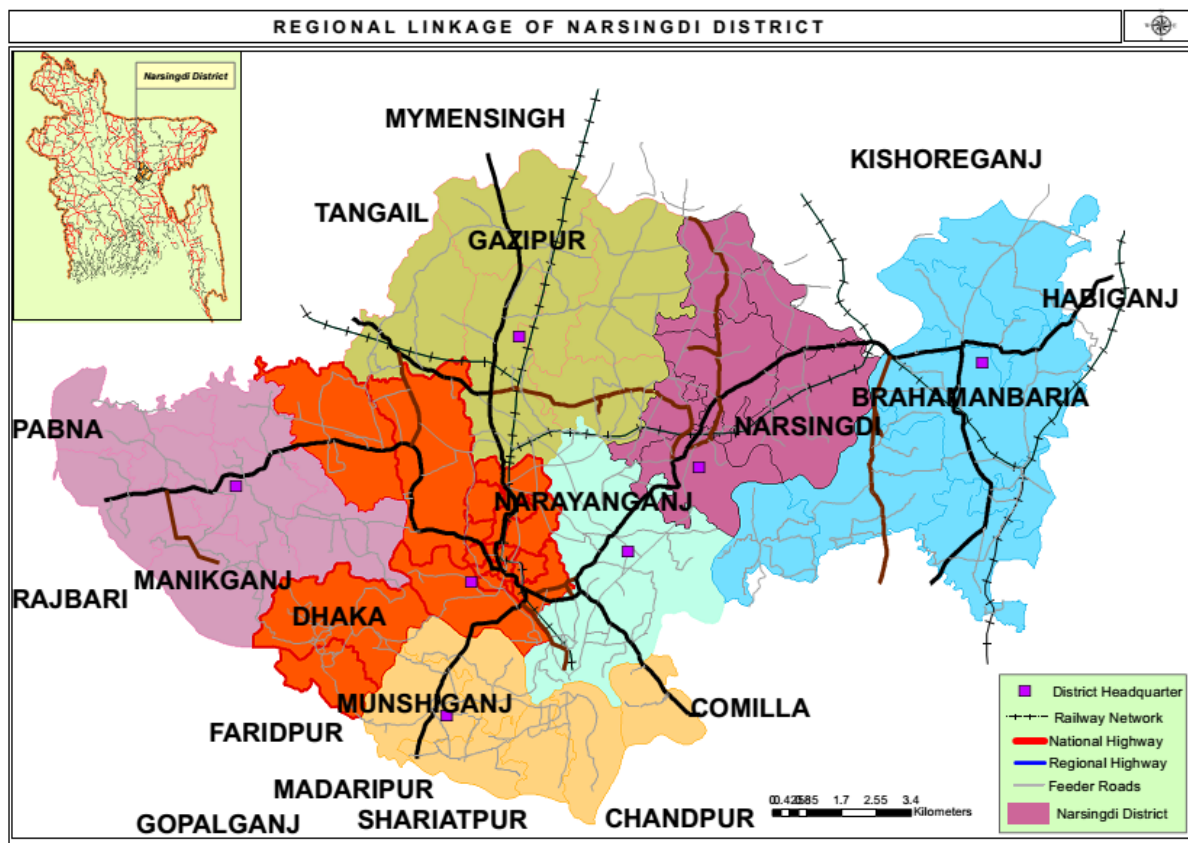 REGIONAL LINKAGE OF NARSINGDI DISTRICT
Narsingdi District
MYMENSINGH
KISHOREGANJ
TANGAIL
GAZIPUR
HABIGANJ
BRAHAMANBARIA
PABNA
NARSINGDI
NARAYANGANJ
MANIKGANJ
RAJBARI
DHAKA
MUNSHIGANJ
COMILLA
FARIDPUR
MADARIPUR
SHARIATPUR
CHANDPUR
GOPALGANJ
District Headquarter
Railway Network
National Highway
Regional Highway
Feeder Roads
Narsingdi District
1.7 2.55 3.4
Kilometers